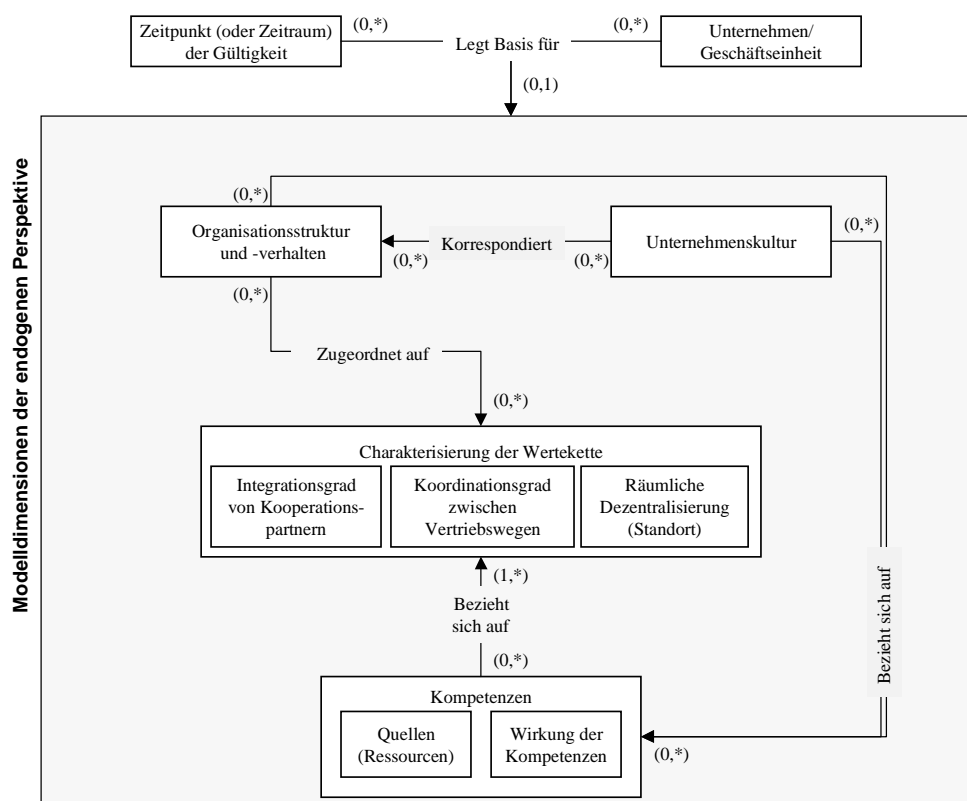 Zeitpunkt (oder Zeitraum)
der Gültigkeit
(0,*)
Legt Basis für
(0,*)
Unternehmen/
Geschäftseinheit
(0,1)
Modelldimensionen der endogenen Perspektive
(0,*)
Organisationsstruktur
und -verhalten
(0,*)
Korrespondiert
(0,*)
Unternehmenskultur
(0,*)
(0,*)
Zugeordnet auf
(0,*)
Charakterisierung der Wertekette
Integrationsgrad
von Kooperations-
partnern
Koordinationsgrad
zwischen
Vertriebswegen
Räumliche
Dezentralisierung
(Standort)
(1,*)
Bezieht
sich auf
(0,*)
Bezieht sich auf
Kompetenzen
Quellen
(Ressourcen)
Wirkung der
Kompetenzen
(0,*)